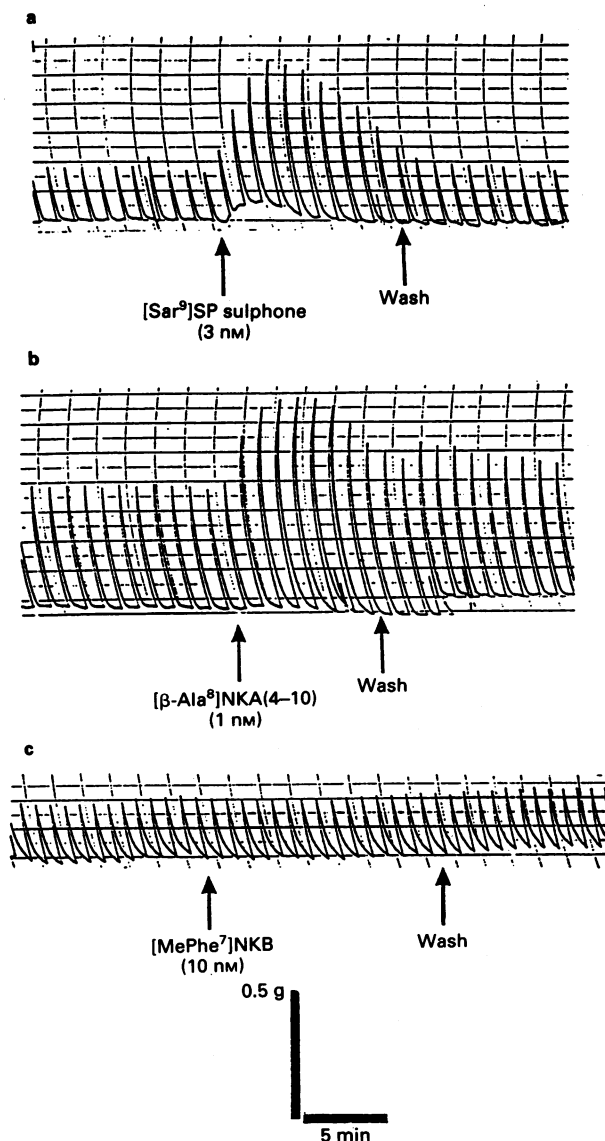 a
[Sar⁹]SP sulphone
(3 nM)
Wash
b
[β-Ala⁸]NKA(4–10)
(1 nM)
Wash
c
[MePhe⁷]NKB
(10 nM)
Wash
0.5 g
5 min